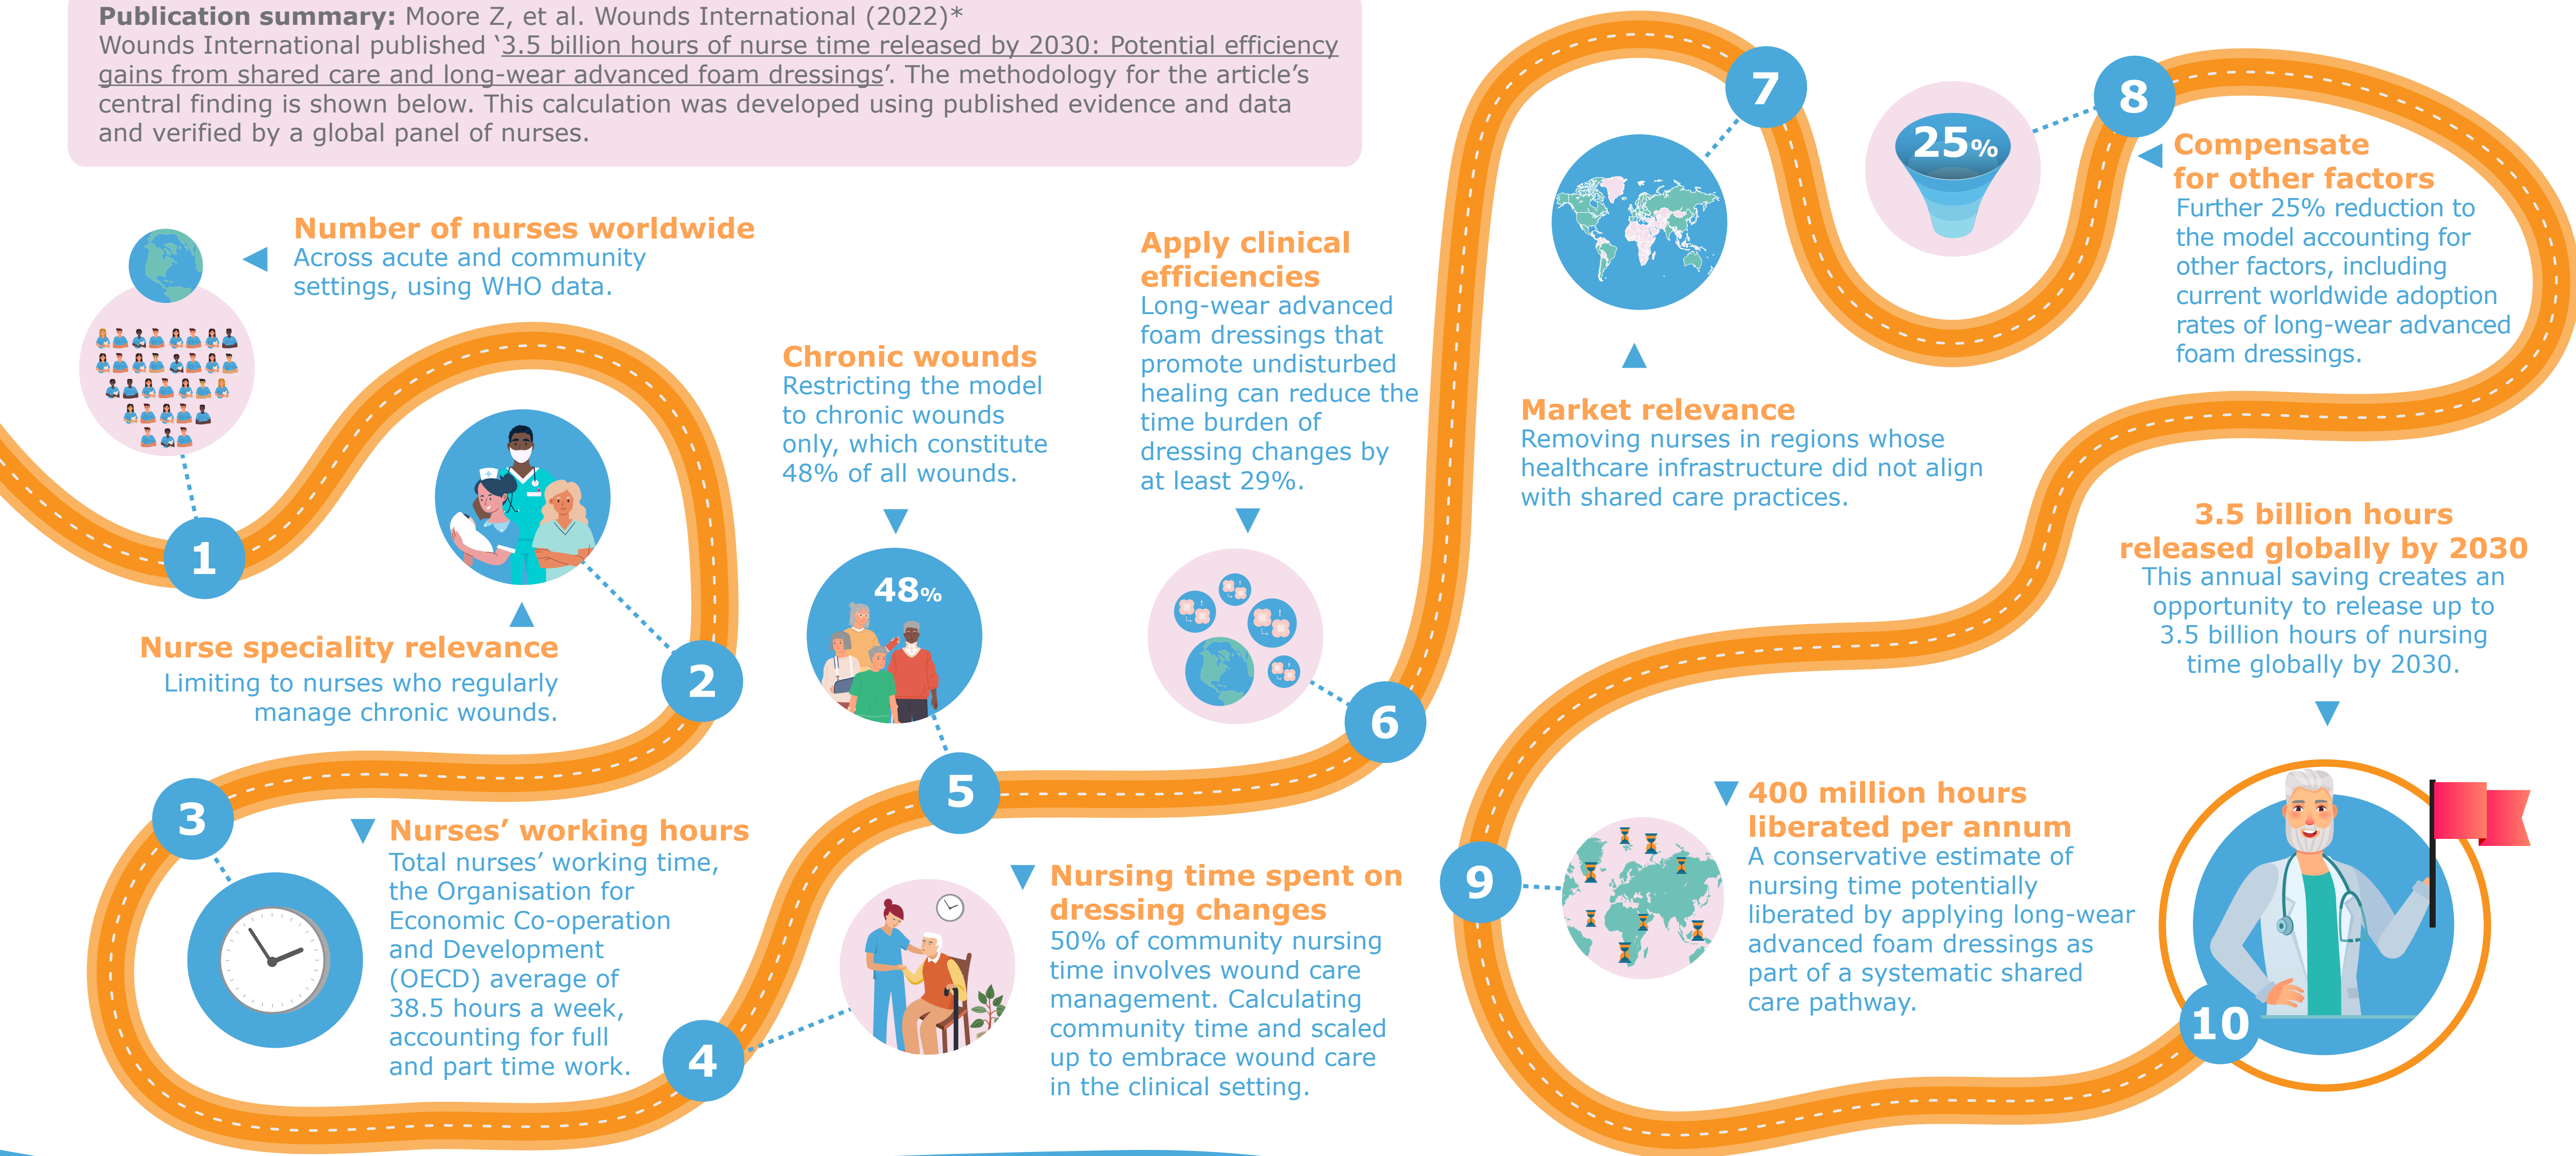 Publication summary: Moore Z, et al. Wounds International (2022)*
Wounds International published ‘3.5 billion hours of nurse time released by 2030: Potential efficiency
gains from shared care and long-wear advanced foam dressings’. The methodology for the article’s
central finding is shown below. This calculation was developed using published evidence and data
and verified by a global panel of nurses.
Number of nurses worldwide
Across acute and community
settings, using WHO data.
1
Nurse speciality relevance
Limiting to nurses who regularly
manage chronic wounds.
2
3
Nurses’ working hours
Total nurses’ working time,
the Organisation for
Economic Co-operation
and Development
(OECD) average of
38.5 hours a week,
accounting for full
and part time work.
4
Nursing time spent on
dressing changes
50% of community nursing
time involves wound care
management. Calculating
community time and scaled
up to embrace wound care
in the clinical setting.
Chronic wounds
Restricting the model
to chronic wounds
only, which constitute
48% of all wounds.
48%
5
Apply clinical
efficiencies
Long-wear advanced
foam dressings that
promote undisturbed
healing can reduce the
time burden of
dressing changes by
at least 29%.
6
7
Market relevance
Removing nurses in regions whose
healthcare infrastructure did not align
with shared care practices.
25%
8
Compensate
for other factors
Further 25% reduction to
the model accounting for
other factors, including
current worldwide adoption
rates of long-wear advanced
foam dressings.
9
400 million hours
liberated per annum
A conservative estimate of
nursing time potentially
liberated by applying long-wear
advanced foam dressings as
part of a systematic shared
care pathway.
3.5 billion hours
released globally by 2030
This annual saving creates an
opportunity to release up to
3.5 billion hours of nursing
time globally by 2030.
10